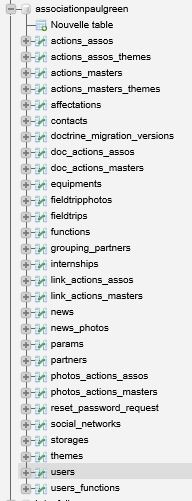 associationpaulgreen
Nouvelle table
actions_assos
actions_assos_themes
actions_masters
actions_masters_themes
affectations
contacts
doctrine_migration_versions
doc_actions_assos
doc_actions_masters
equipments
fieldtripphotos
fieldtrips
functions
grouping_partners
internships
link_actions_assos
link_actions_masters
news
news_photos
params
partners
photos_actions_assos
photos_actions_masters
reset_password_request
social_networks
storages
themes
users
users_functions